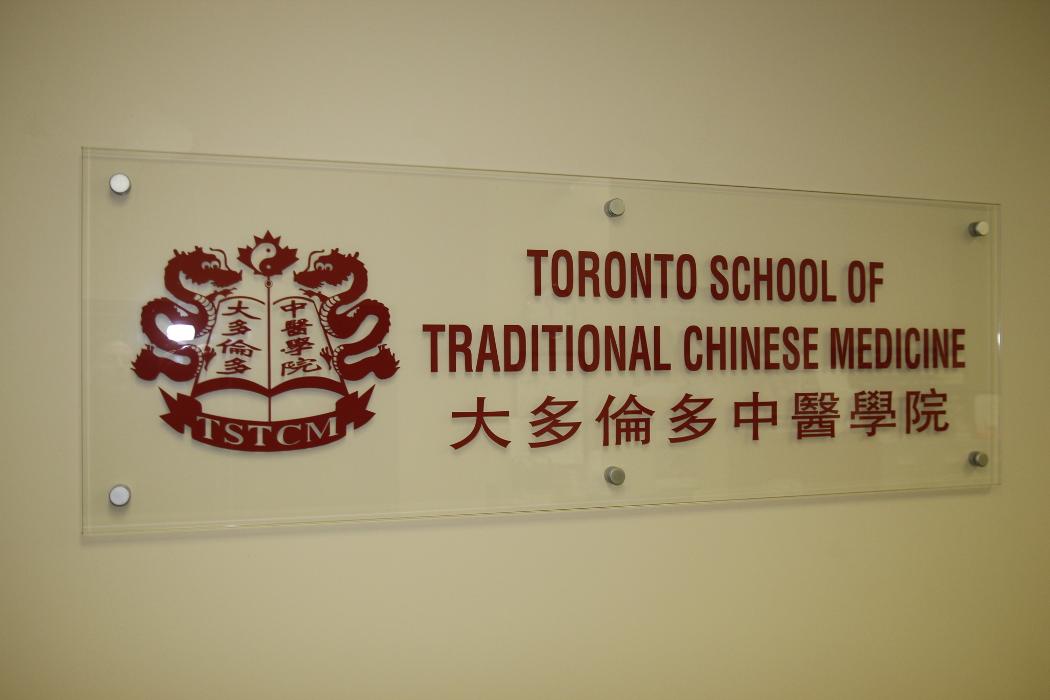 大多倫多
中醫學院
TSTCM
TORONTO SCHOOL OF
TRADITIONAL CHINESE MEDICINE
大多倫多中醫學院